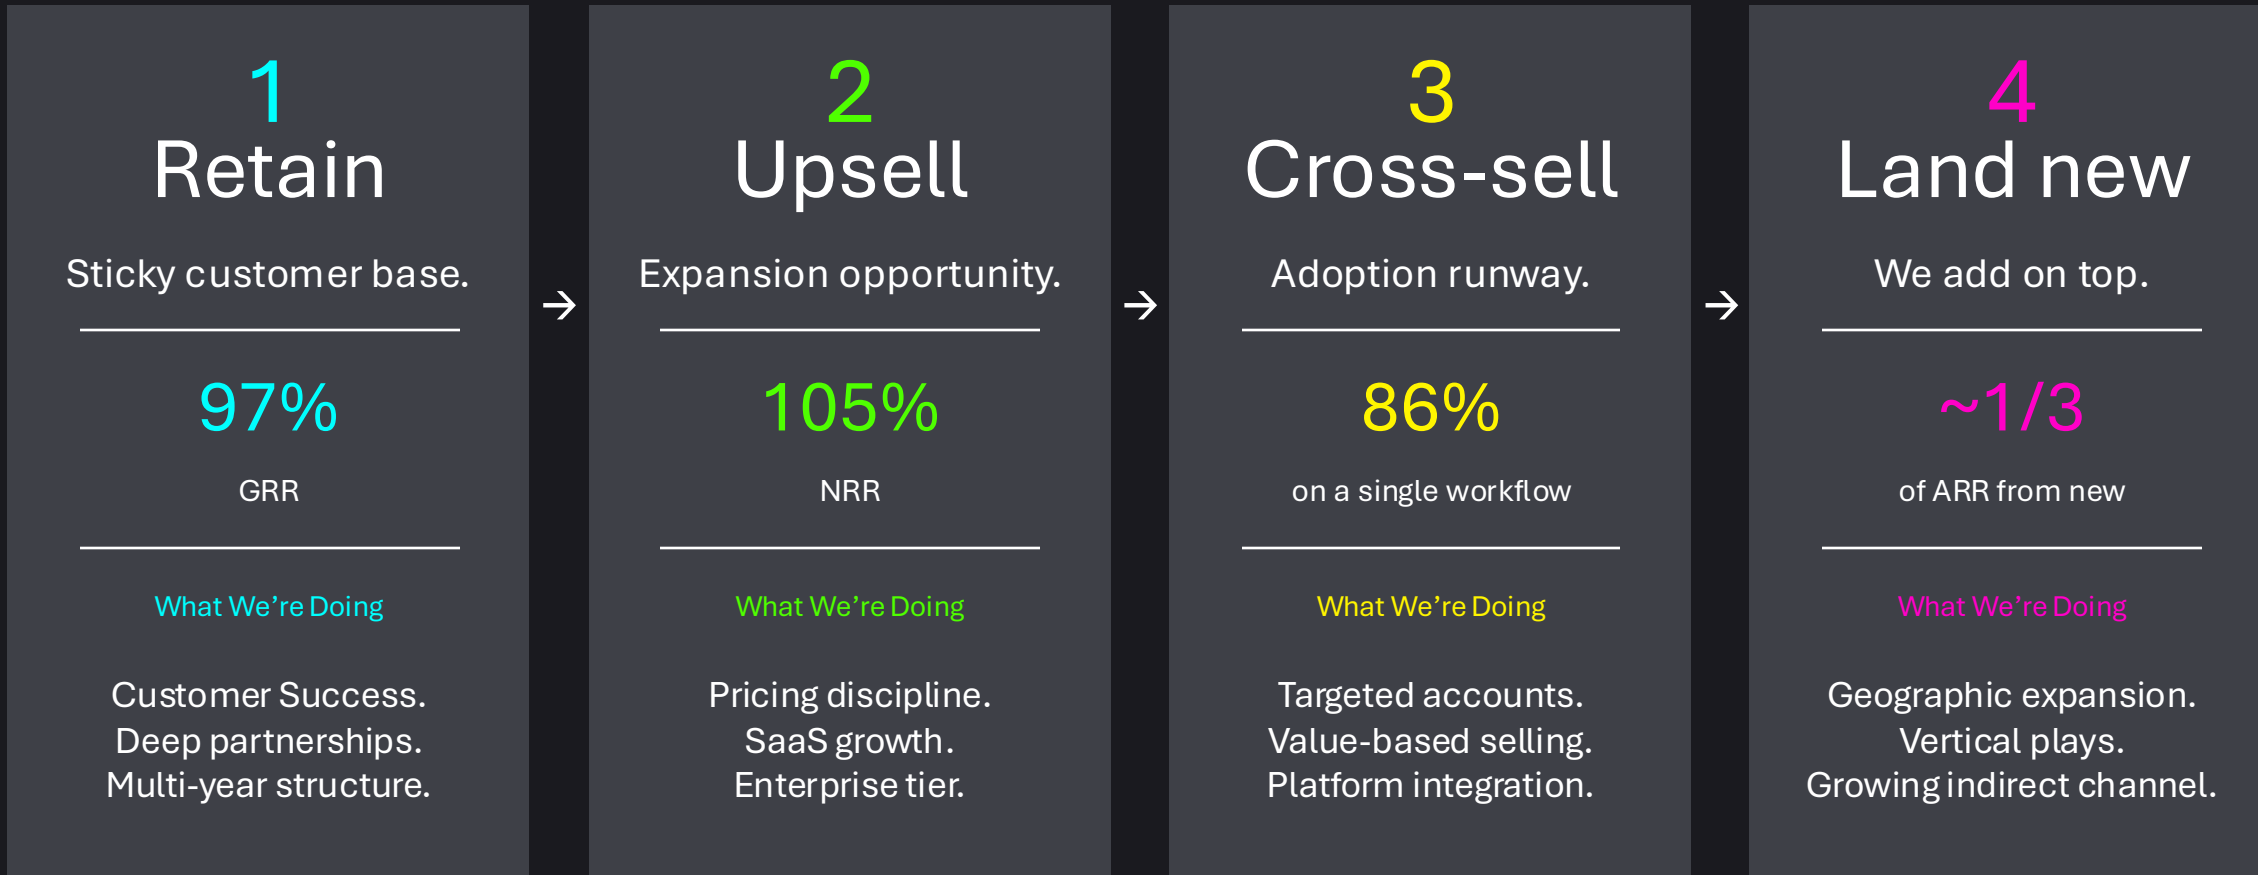 1
Retain
Sticky customer base.
97%
GRR
What We’re Doing
Customer Success.
Deep partnerships.
Multi-year structure.
→
2
Upsell
Expansion opportunity.
105%
NRR
What We’re Doing
Pricing discipline.
SaaS growth.
Enterprise tier.
→
3
Cross-sell
Adoption runway.
86%
on a single workflow
What We’re Doing
Targeted accounts.
Value-based selling.
Platform integration.
→
4
Land new
We add on top.
~1/3
of ARR from new
What We’re Doing
Geographic expansion.
Vertical plays.
Growing indirect channel.